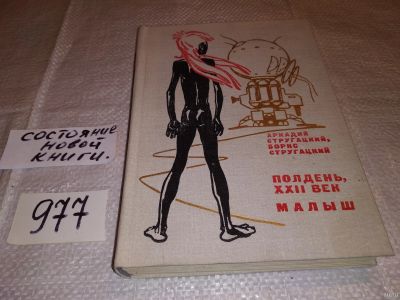 СОСТОЯНИЕ
НОВОЙ
КНИГИ.
977
АРКАДИЙ
СТРУГАЦКИЙ,
БОРИС
СТРУГАЦКИЙ
ПОЛДЕНЬ,
XXII ВЕК
МАЛЫШ